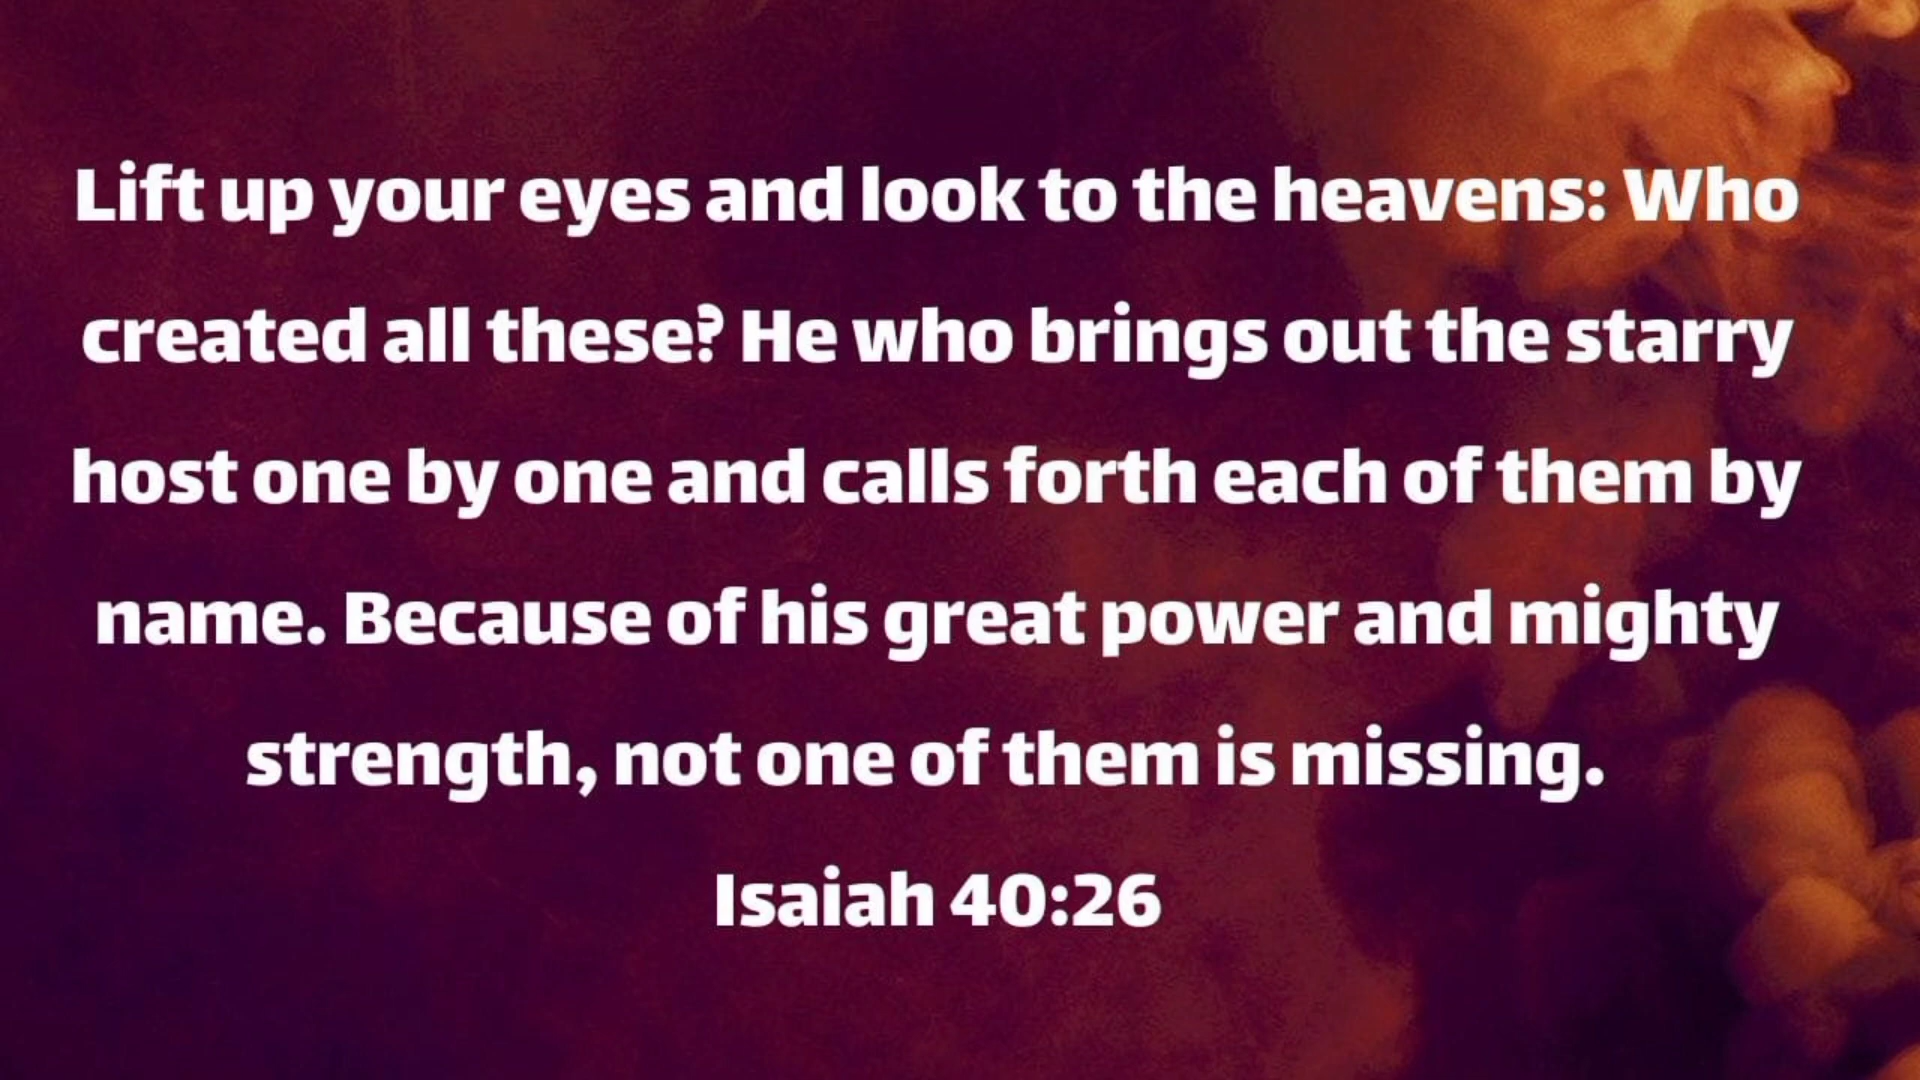 Lift up your eyes and look to the heavens: Who
created all these? He who brings out the starry
host one by one and calls forth each of them by
name. Because of his great power and mighty
strength, not one of them is missing.
Isaiah 40:26